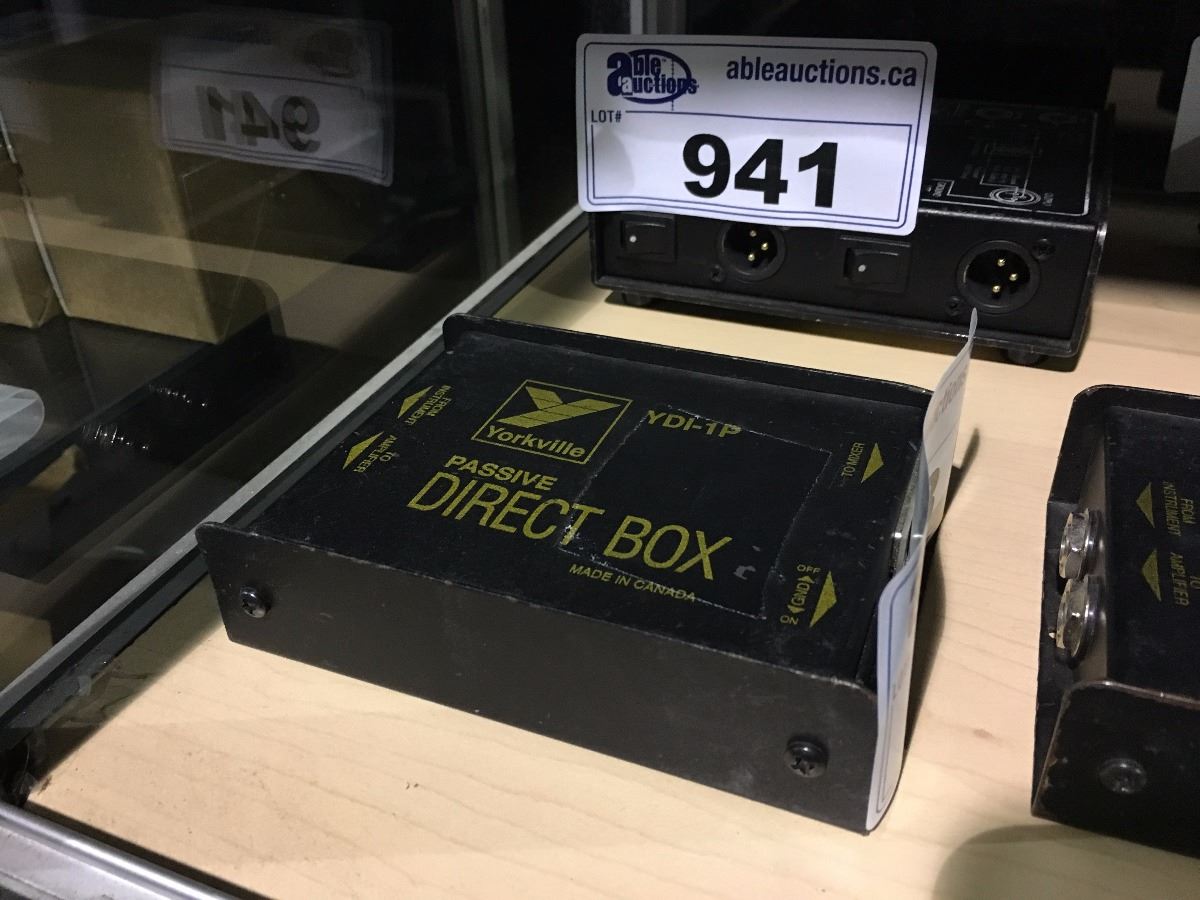 able auctions
ableauctions.ca
LOT#
941
941
FROM INSTRUMENT
TO AMPLIFIER
Yorkville
YDI-1P
TO MIXER
PASSIVE
DIRECT BOX
MADE IN CANADA
OFF
GND
ON
FROM INSTRUMENT
AMPLIFIER